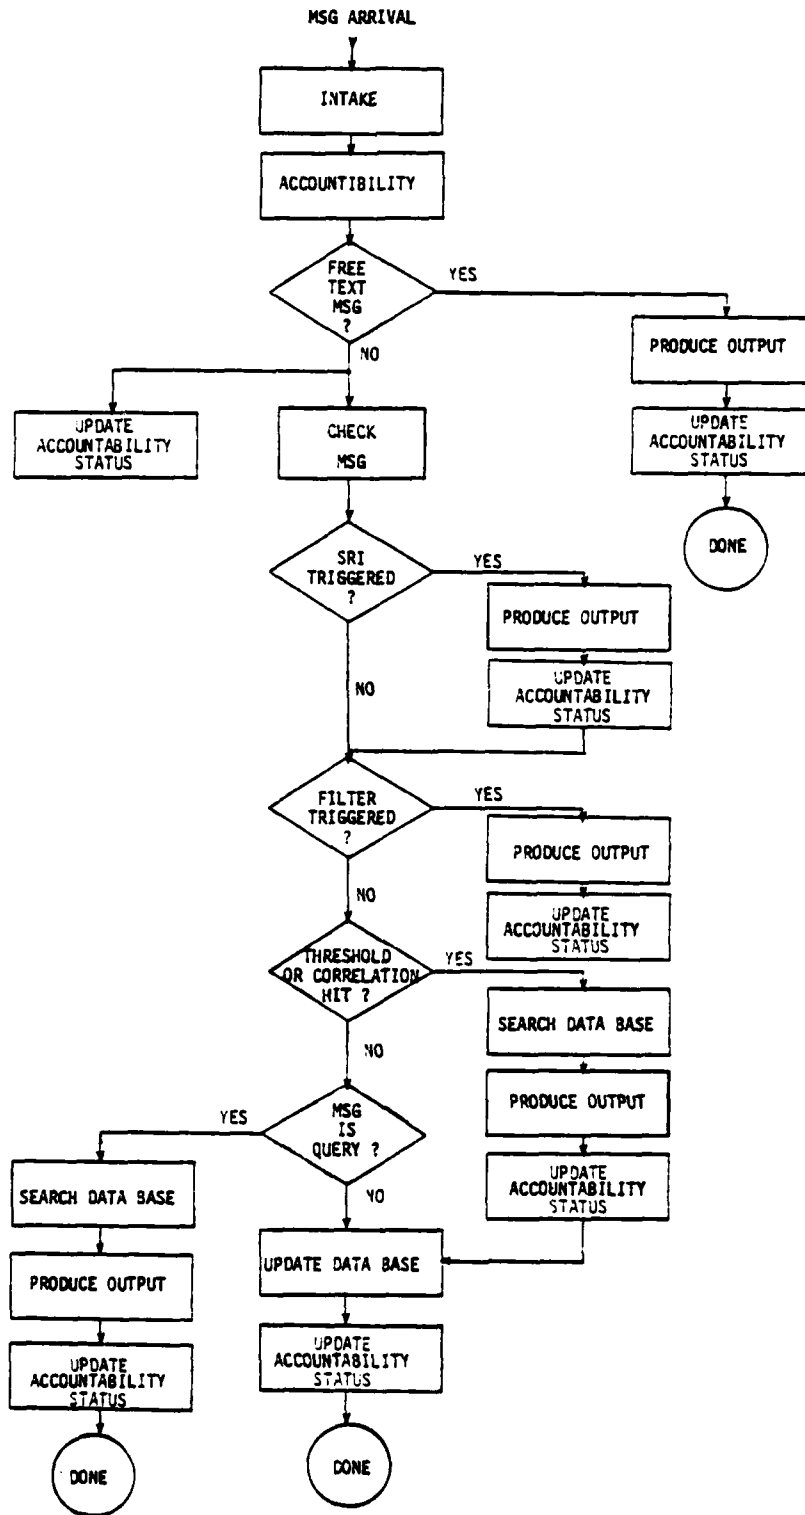 MSG ARRIVAL
INTAKE
ACCOUNTIBILITY
FREE
TEXT
MSG
?
YES
NO
PRODUCE OUTPUT
UPDATE
ACCOUNTABILITY
STATUS
DONE
UPDATE
ACCOUNTABILITY
STATUS
CHECK
MSG
SRI
TRIGGERED
?
YES
NO
PRODUCE OUTPUT
UPDATE
ACCOUNTABILITY
STATUS
FILTER
TRIGGERED
?
YES
NO
PRODUCE OUTPUT
UPDATE
ACCOUNTABILITY
STATUS
THRESHOLD
OR CORRELATION
HIT ?
YES
NO
SEARCH DATA BASE
PRODUCE OUTPUT
UPDATE
ACCOUNTABILITY
STATUS
MSG
IS
QUERY ?
YES
NO
SEARCH DATA BASE
PRODUCE OUTPUT
UPDATE
ACCOUNTABILITY
STATUS
DONE
UPDATE DATA BASE
UPDATE
ACCOUNTABILITY
STATUS
DONE